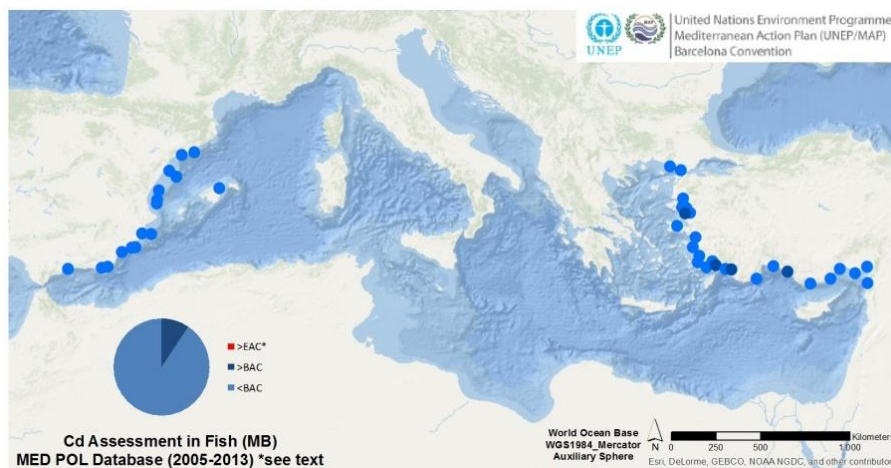 UNEP
United Nations Environment Programme
Mediterranean Action Plan (UNEP/MAP)
Barcelona Convention
>EAC*
>BAC
<BAC
Cd Assessment in Fish (MB)
MED POL Database (2005-2013) *see text
World Ocean Base
WGS1984_Mercator
Auxiliary Sphere
N
0 250 500 1,000
Kilometers
Esri, DeLorme, GEBCO, NOAA NGDC, and other contributor